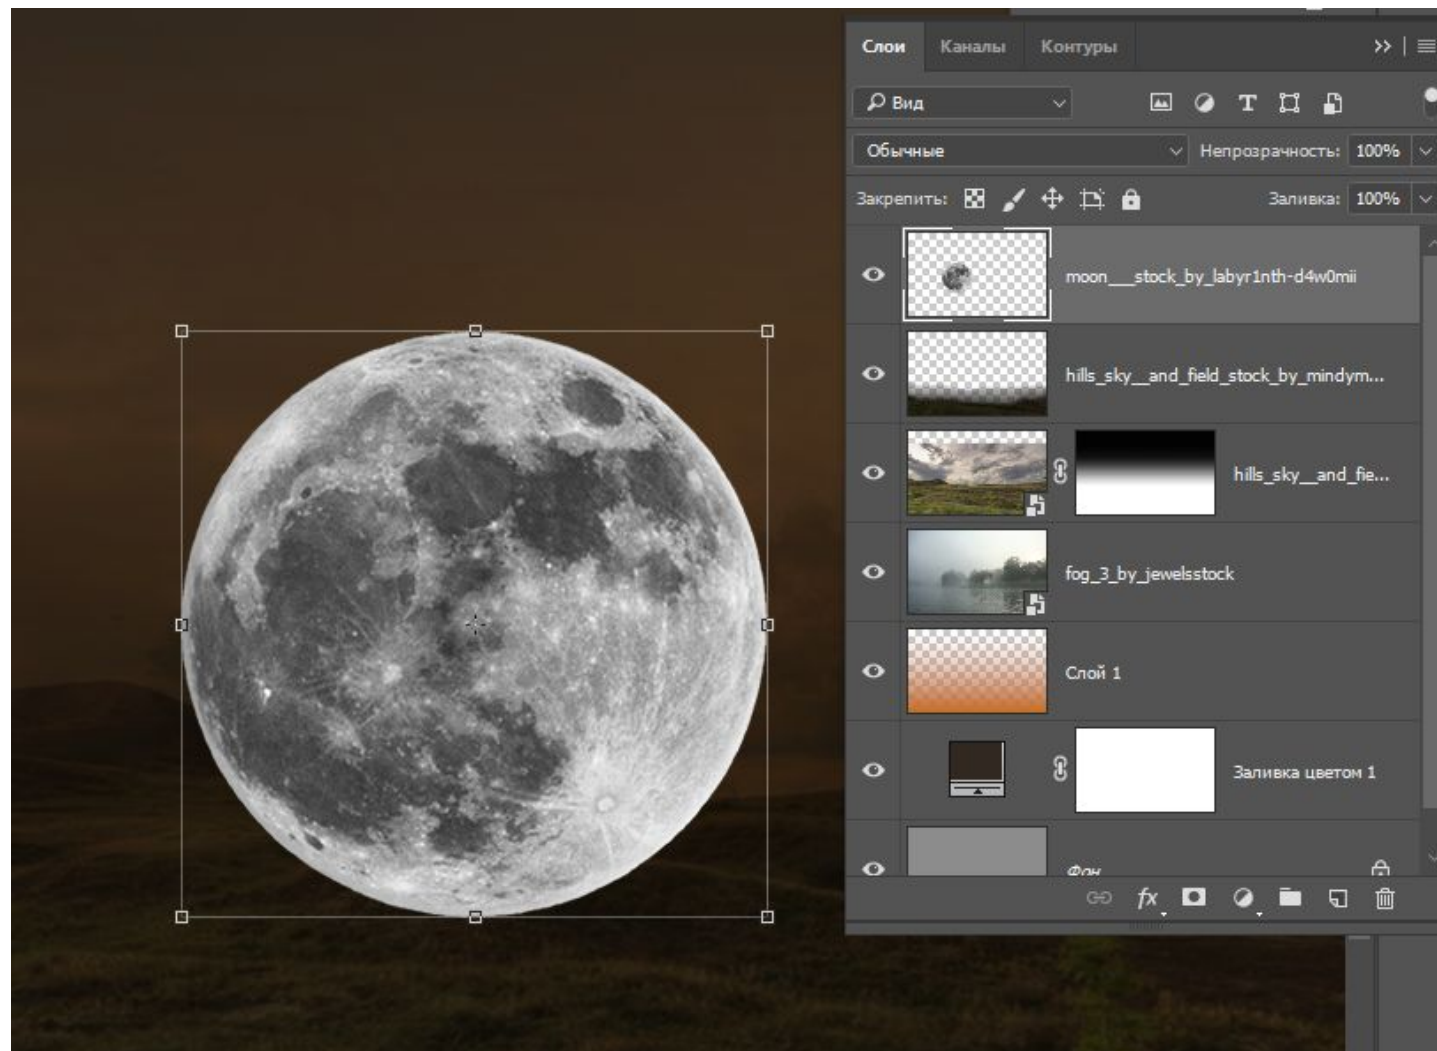 Слои Каналы Контуры
Вид
Обычные Непрозрачность: 100%
Закрепить: Заливка: 100%
moon___stock_by_labyr1nth-d4w0mii
hills_sky__and_field_stock_by_mindym...
hills_sky__and_fie...
fog_3_by_jewelsstock
Слой 1
Заливка цветом 1
Фон
fx